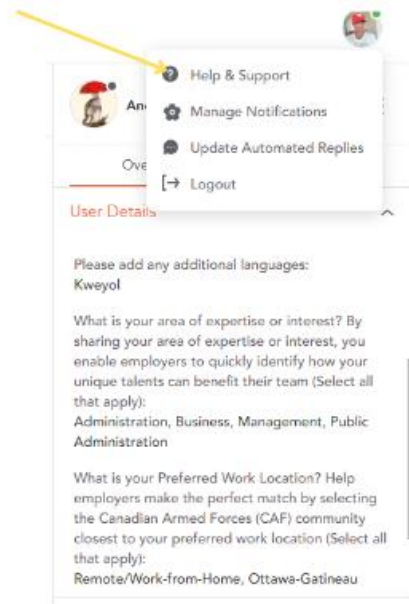 Help & Support
Manage Notifications
Update Automated Replies
Logout
An
Ove
User Details
Please add any additional languages:
Kweyol
What is your area of expertise or interest? By
sharing your area of expertise or interest, you
enable employers to quickly identify how your
unique talents can benefit their team (Select all
that apply):
Administration, Business, Management, Public
Administration
What is your Preferred Work Location? Help
employers make the perfect match by selecting
the Canadian Armed Forces (CAF) community
closest to your preferred work location (Select all
that apply):
Remote/Work-from-Home, Ottawa-Gatineau